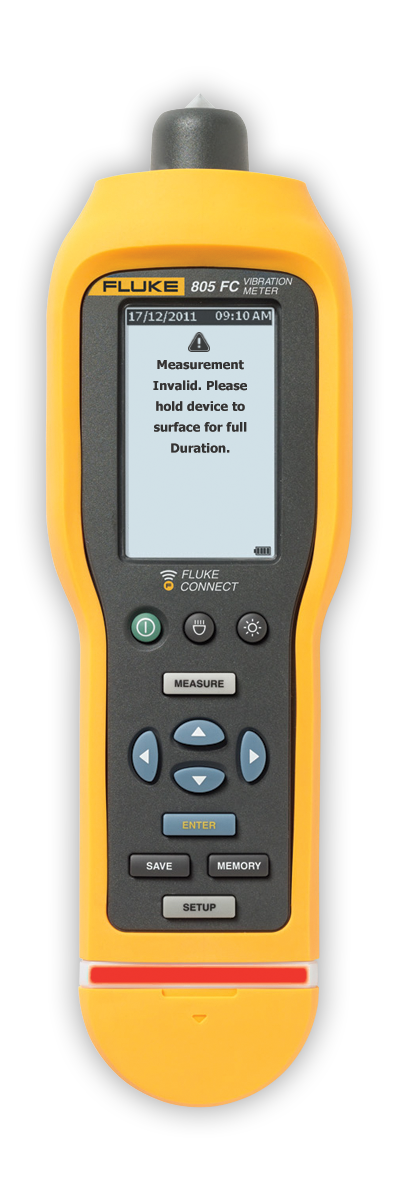 FLUKE 805 FC VIBRATION METER
17/12/2011 09:10 AM
Measurement
Invalid. Please
hold device to
surface for full
Duration.
FLUKE
CONNECT
MEASURE
ENTER
SAVE MEMORY
SETUP